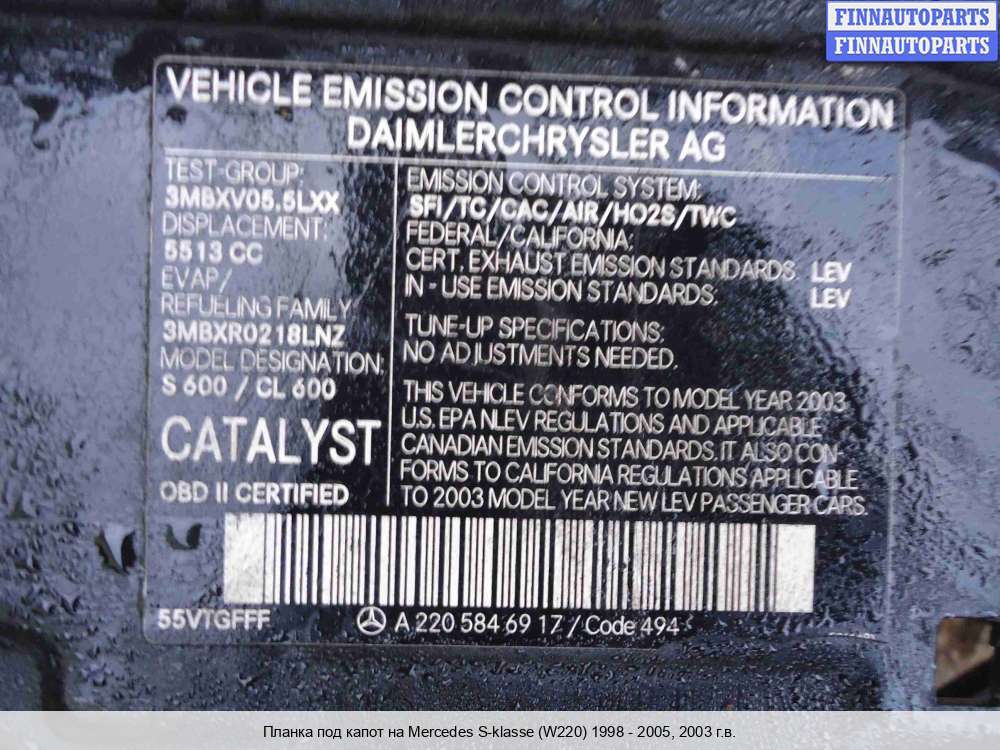 FINNAUTOPARTS
FINNAUTOPARTS
VEHICLE EMISSION CONTROL INFORMATION
DAIMLERCHRYSLER AG
TEST-GROUP:
3MBXV05.5LXX
DISPLACEMENT:
5513 CC
EVAP/
REFUELING FAMILY
3MBXR0218LNZ
MODEL DESIGNATION:
S 600 / CL 600
CATALYST
OBD II CERTIFIED
EMISSION CONTROL SYSTEM:
SFI/TC/CAC/AIR/HO2S/TWC
FEDERAL/CALIFORNIA:
CERT. EXHAUST EMISSION STANDARDS: LEV
IN - USE EMISSION STANDARDS: LEV
TUNE-UP SPECIFICATIONS:
NO ADJUSTMENTS NEEDED.
THIS VEHICLE CONFORMS TO MODEL YEAR 2003
U.S. EPA NLEV REGULATIONS AND APPLICABLE
CANADIAN EMISSION STANDARDS. IT ALSO CON-
FORMS TO CALIFORNIA REGULATIONS APPLICABLE
TO 2003 MODEL YEAR NEW LEV PASSENGER CARS.
55VTGFFF
A 220 584 69 17 / Code 494
Планка под капот на Mercedes S-klasse (W220) 1998 - 2005, 2003 г.в.